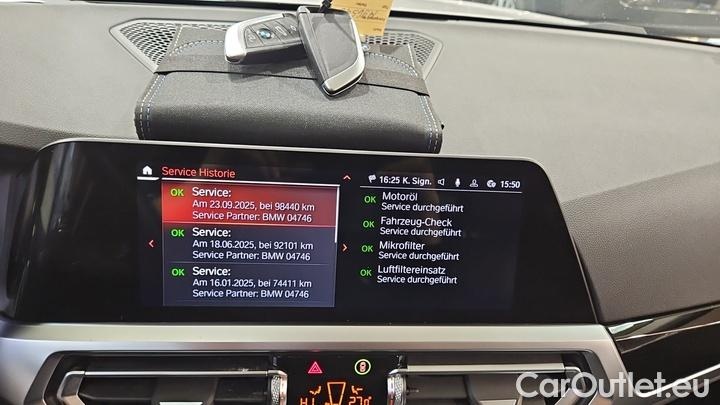 Service Historie
OK Service:
Am 23.09.2025, bei 98440 km
Service Partner: BMW 04746
OK Service:
Am 18.06.2025, bei 92101 km
Service Partner: BMW 04746
OK Service:
Am 16.01.2025, bei 74411 km
Service Partner: BMW 04746
16:25 K. Sign. 15:50
OK Motoröl
Service durchgeführt
OK Fahrzeug-Check
Service durchgeführt
OK Mikrofilter
Service durchgeführt
OK Luftfiltereinsatz
Service durchgeführt
CarOutlet.eu